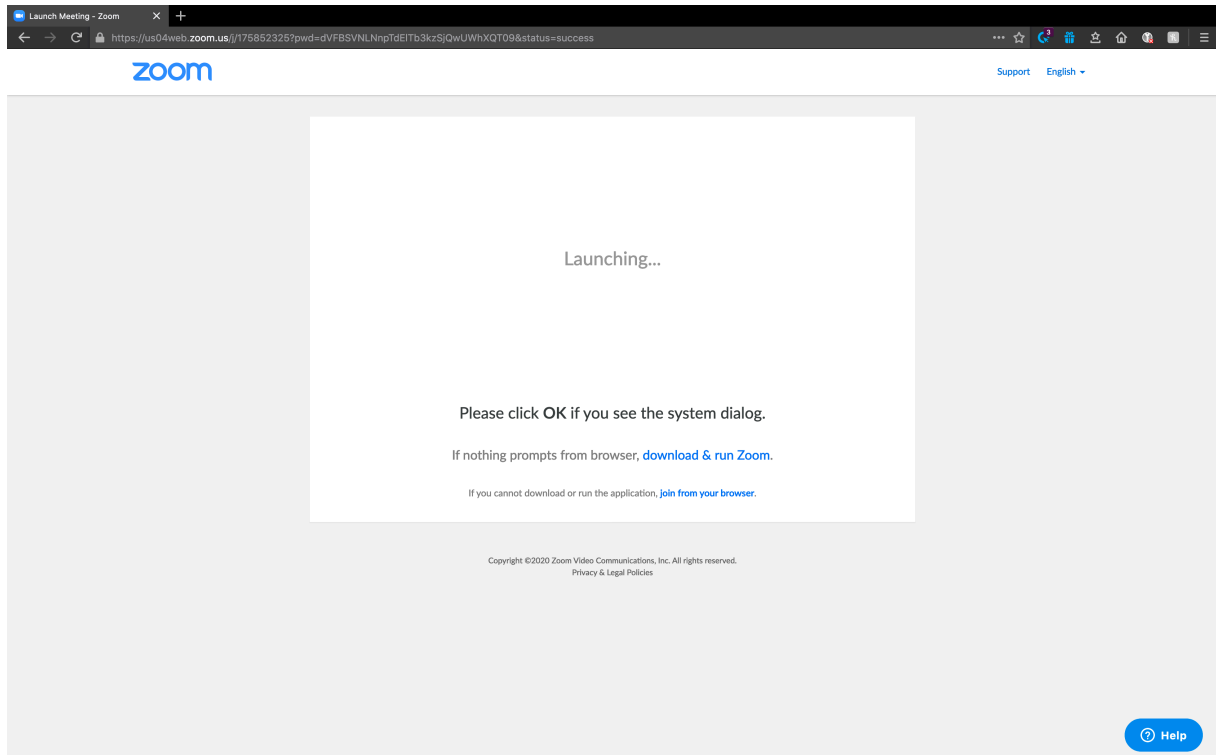 Launch Meeting - Zoom
https://us04web.zoom.us/j/175852325?pwd=dVFBSVNLNnpTdElTb3kzSjQwUWhXQT09&status=success
3
zoom
Support English
Launching...
Please click OK if you see the system dialog.
If nothing prompts from browser, download & run Zoom.
If you cannot download or run the application, join from your browser.
Copyright ©2020 Zoom Video Communications, Inc. All rights reserved.
Privacy & Legal Policies
Help